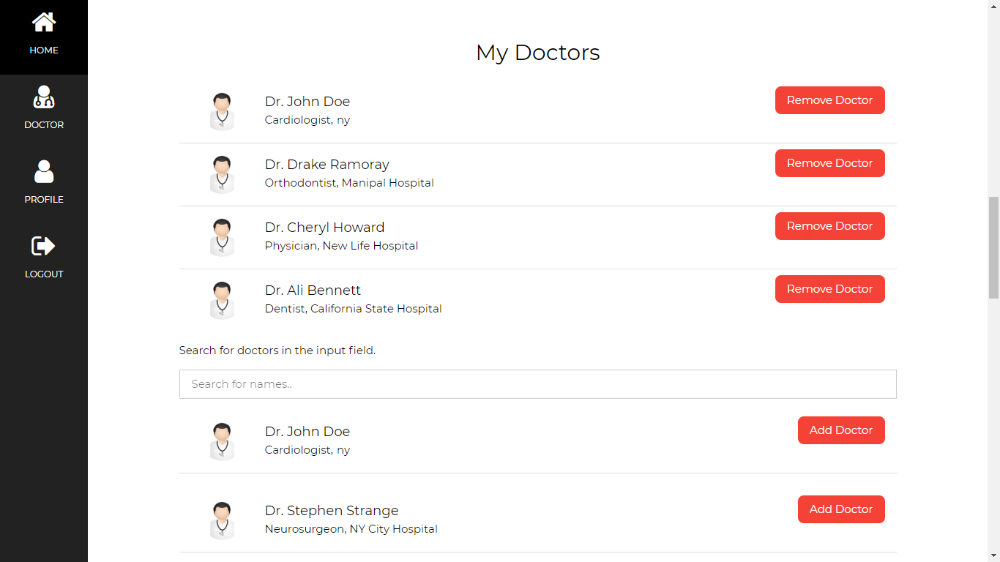 HOME
DOCTOR
PROFILE
LOGOUT
My Doctors
Dr. John Doe
Cardiologist, ny
Remove Doctor
Dr. Drake Ramoray
Orthodontist, Manipal Hospital
Remove Doctor
Dr. Cheryl Howard
Physician, New Life Hospital
Remove Doctor
Dr. Ali Bennett
Dentist, California State Hospital
Remove Doctor
Search for doctors in the input field.
Search for names..
Dr. John Doe
Cardiologist, ny
Add Doctor
Dr. Stephen Strange
Neurosurgeon, NY City Hospital
Add Doctor